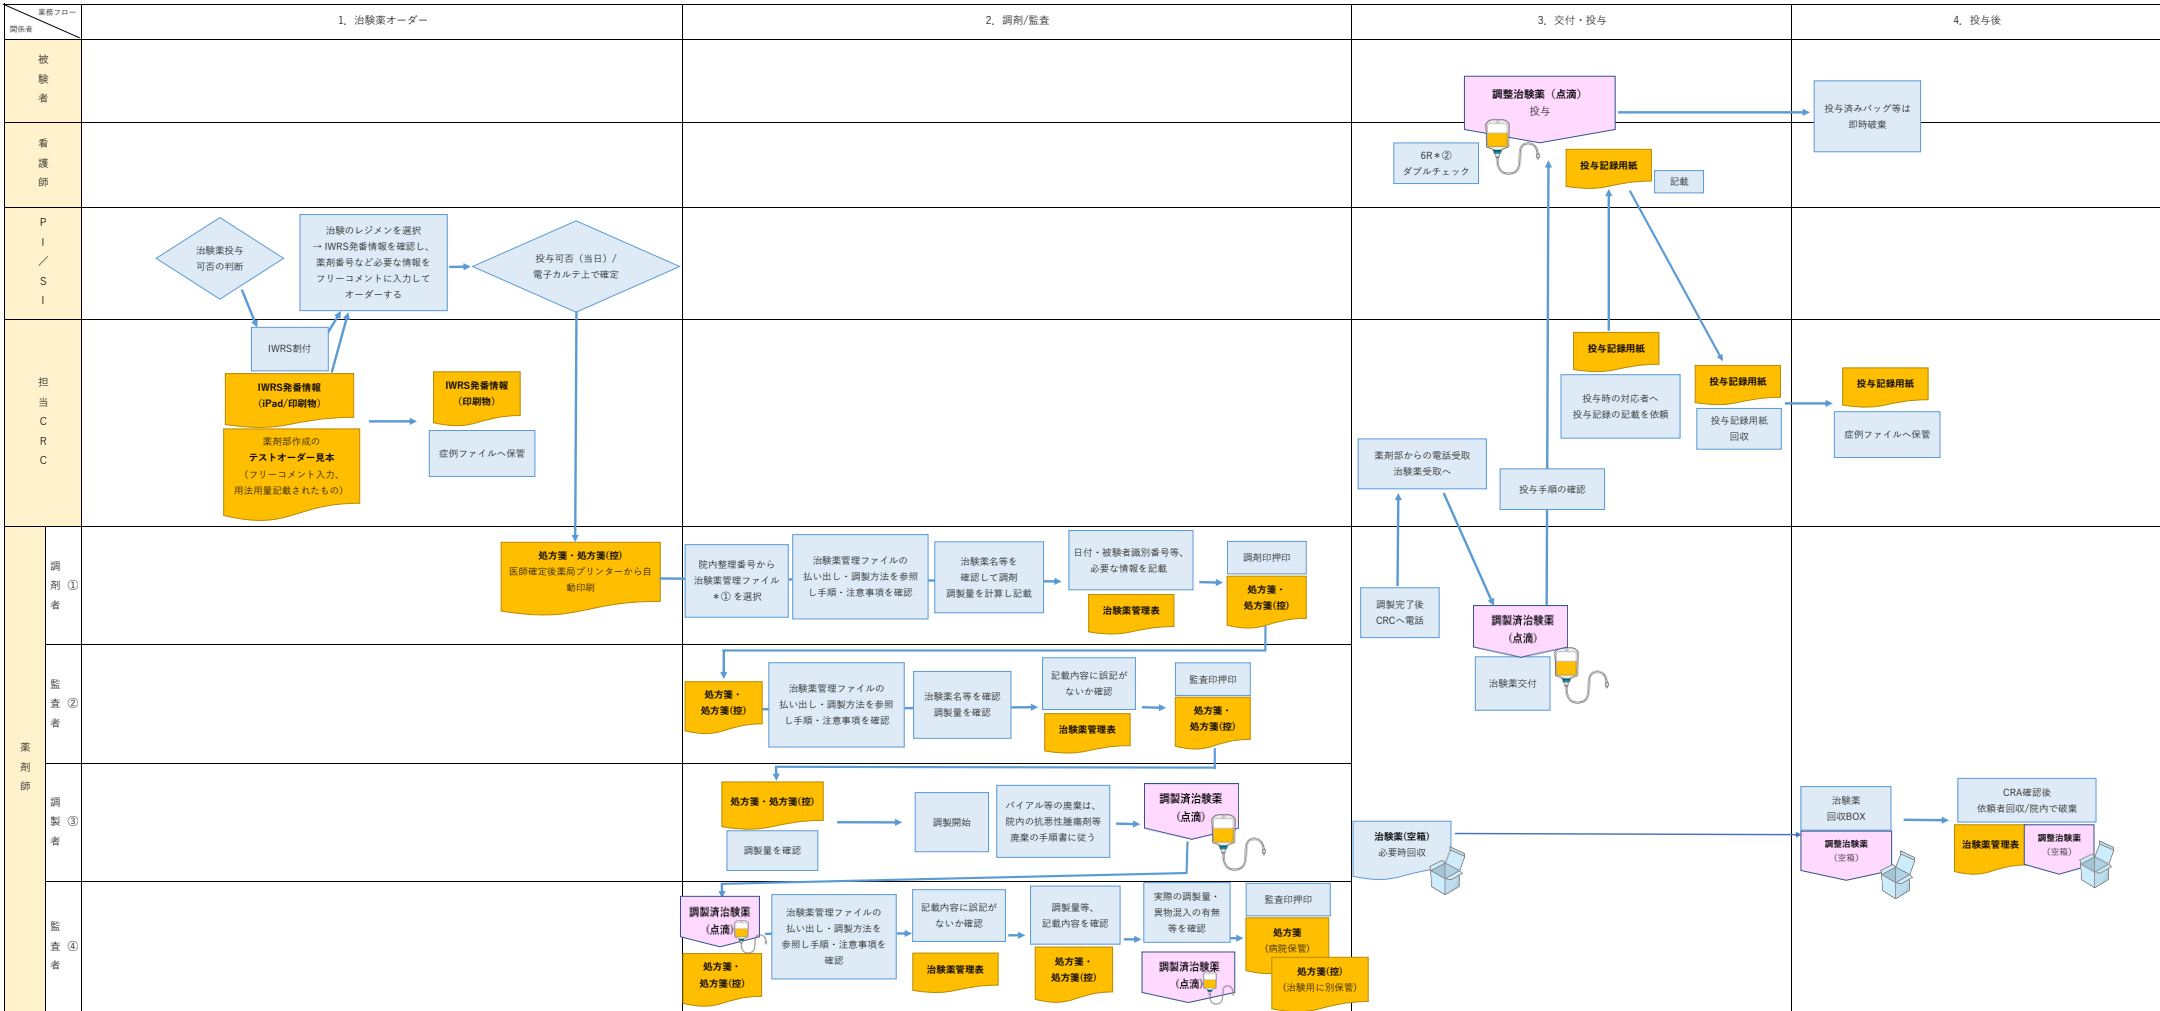 業務フロー
関係者
1．治験薬オーダー
2．調剤/監査
3．交付・投与
4．投与後
被
験
者
調整治験薬（点滴）
投与
投与済みバッグ等は
即時破棄
看
護
師
6R＊②
ダブルチェック
投与記録用紙
記載
P
I
／
S
I
治験薬投与
可否の判断
治験のレジメンを選択
→ IWRS発番情報を確認し、
薬剤番号など必要な情報を
フリーコメントに入力して
オーダーする
投与可否（当日）/
電子カルテ上で確定
担
当
C
R
C
IWRS割付
IWRS発番情報
（iPad/印刷物）
薬剤部作成の
テストオーダー見本
（フリーコメント入力、
用法用量記載されたもの）
IWRS発番情報
（印刷物）
症例ファイルへ保管
薬剤部からの電話受取
治験薬受取へ
投与手順の確認
投与記録用紙
投与時の対応者へ
投与記録の記載を依頼
投与記録用紙
投与記録用紙
回収
投与記録用紙
症例ファイルへ保管
薬
剤
師
調
剤 ①
者
処方箋・処方箋(控)
医師確定後薬局プリンターから自
動印刷
院内整理番号から
治験薬管理ファイル
＊① を選択
治験薬管理ファイルの
払い出し・調製方法を参照
し手順・注意事項を確認
治験薬名等を
確認して調剤
調製量を計算し記載
日付・被験者識別番号等、
必要な情報を記載
治験薬管理表
調剤印押印
処方箋・
処方箋(控)
調製完了後
CRCへ電話
調製済治験薬
(点滴)
治験薬交付
監
査 ②
者
処方箋・
処方箋(控)
治験薬管理ファイルの
払い出し・調製方法を参照
し手順・注意事項を確認
治験薬名等を確認
調製量を確認
記載内容に誤記が
ないか確認
治験薬管理表
監査印押印
処方箋・
処方箋(控)
調
製 ③
者
処方箋・処方箋(控)
調製量を確認
調製開始
バイアル等の廃棄は、
院内の抗悪性腫瘍剤等
廃棄の手順書に従う
調製済治験薬
(点滴)
治験薬(空箱)
必要時回収
治験薬
回収BOX
調整治験薬
（空箱）
CRA確認後
依頼者回収/院内で破棄
治験薬管理表
調整治験薬
（空箱）
監
査 ④
者
調製済治験薬
(点滴)
処方箋・
処方箋(控)
治験薬管理ファイルの
払い出し・調製方法を
参照し手順・注意事項を
確認
記載内容に誤記が
ないか確認
治験薬管理表
調製量等、
記載内容を確認
処方箋・
処方箋(控)
実際の調製量・
異物混入の有無
等を確認
調製済治験薬
(点滴)
監査印押印
処方箋
（病院保管）
処方箋(控)
（治験用に別保管）